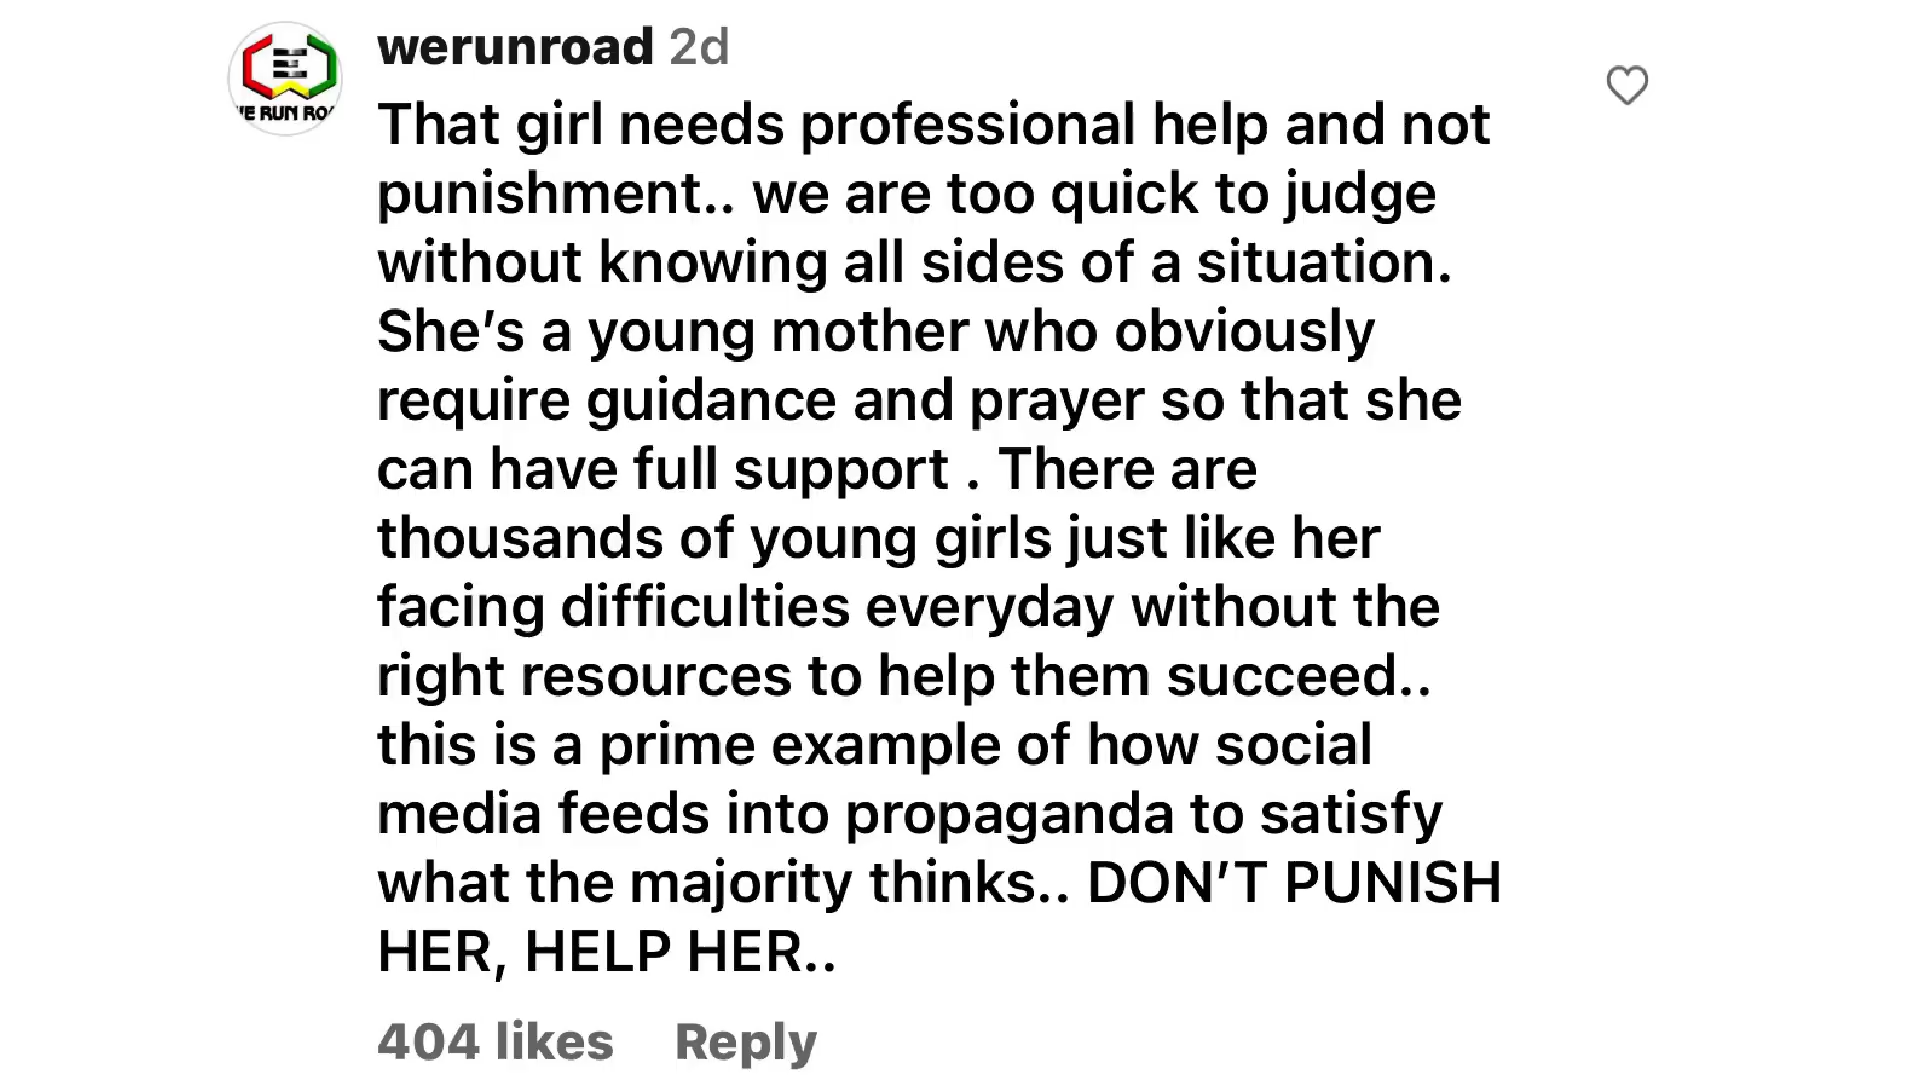 werunroad 2d
WE RUN ROA
That girl needs professional help and not
punishment.. we are too quick to judge
without knowing all sides of a situation.
She’s a young mother who obviously
require guidance and prayer so that she
can have full support . There are
thousands of young girls just like her
facing difficulties everyday without the
right resources to help them succeed..
this is a prime example of how social
media feeds into propaganda to satisfy
what the majority thinks.. DON’T PUNISH
HER, HELP HER..
404 likes Reply